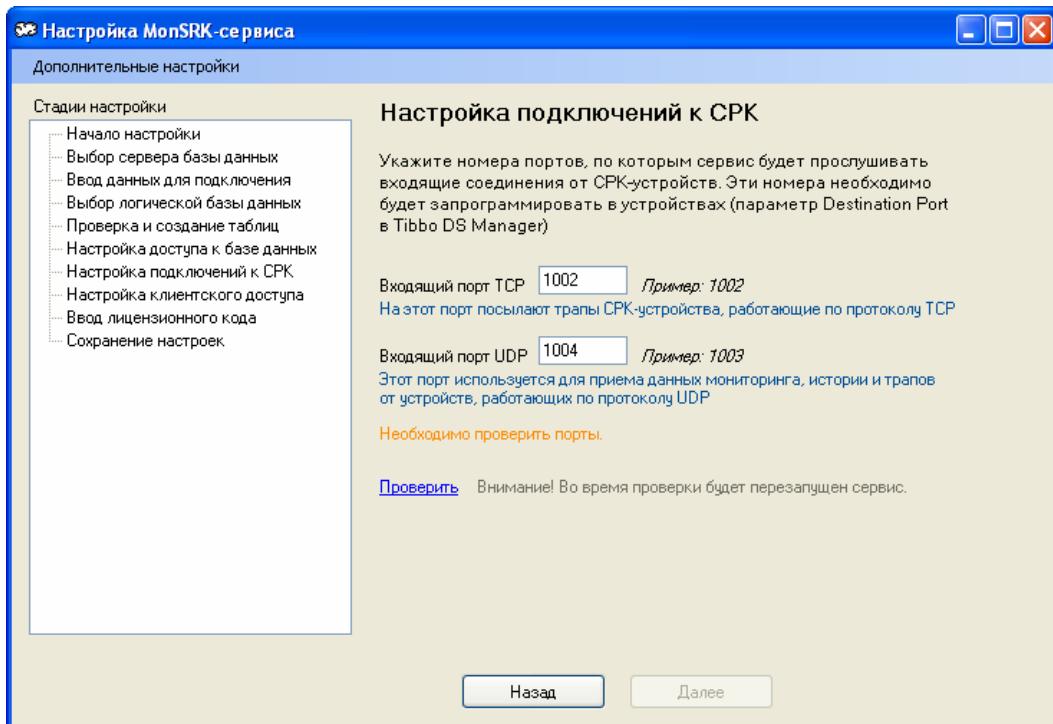 Настройка MonSRK-сервиса
Дополнительные настройки
Стадии настройки
Начало настройки
Выбор сервера базы данных
Ввод данных для подключения
Выбор логической базы данных
Проверка и создание таблиц
Настройка доступа к базе данных
Настройка подключений к СРК
Настройка клиентского доступа
Ввод лицензионного кода
Сохранение настроек
Настройка подключений к СРК
Укажите номера портов, по которым сервис будет прослушивать
входящие соединения от СРК-устройств. Эти номера необходимо
будет запрограммировать в устройствах (параметр Destination Port
в Tibbo DS Manager)
Входящий порт TCP 1002 Пример: 1002
На этот порт посылают трапы СРК-устройства, работающие по протоколу TCP
Входящий порт UDP 1004 Пример: 1003
Этот порт используется для приема данных мониторинга, истории и трапов
от устройств, работающих по протоколу UDP
Необходимо проверить порты.
Проверить Внимание! Во время проверки будет перезапущен сервис.
Назад Далее